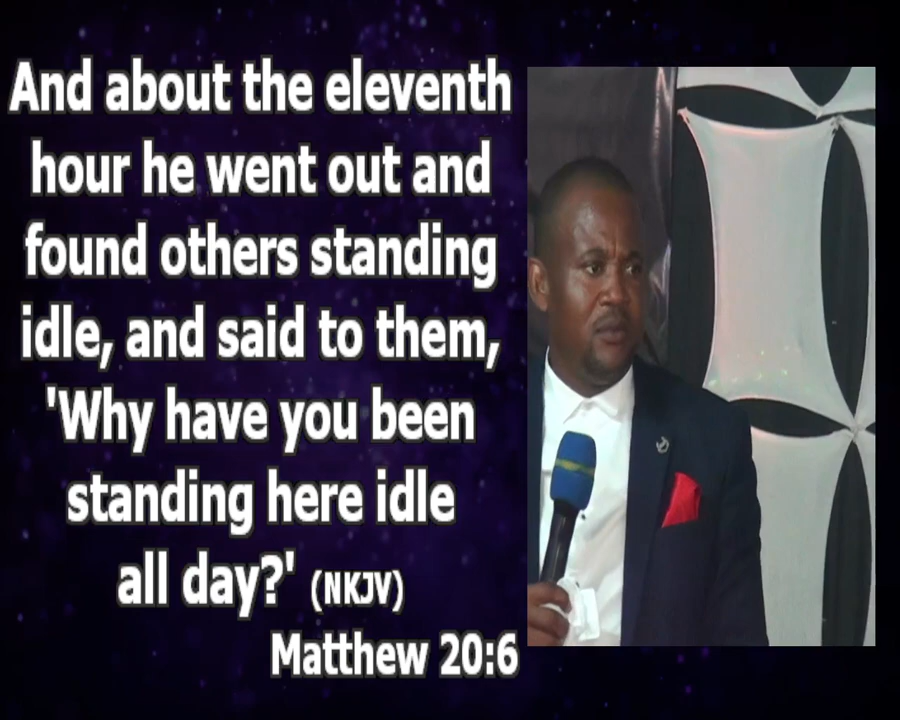 And about the eleventh
hour he went out and
found others standing
idle, and said to them,
'Why have you been
standing here idle
all day?' (NKJV)
Matthew 20:6